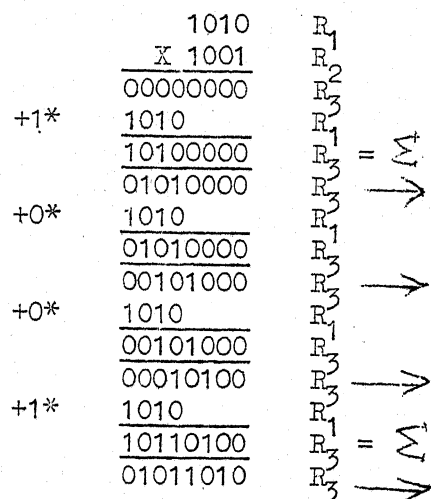 1010 R1
X 1001 R2
00000000 R3
+1* 1010 R1
10100000 R3 = Σ
01010000 R3 →
+0* 1010 R1
01010000 R3
00101000 R3 →
+0* 1010 R1
00101000 R3
00010100 R3 →
+1* 1010 R1
10110100 R3 = Σ
01011010 R3 →